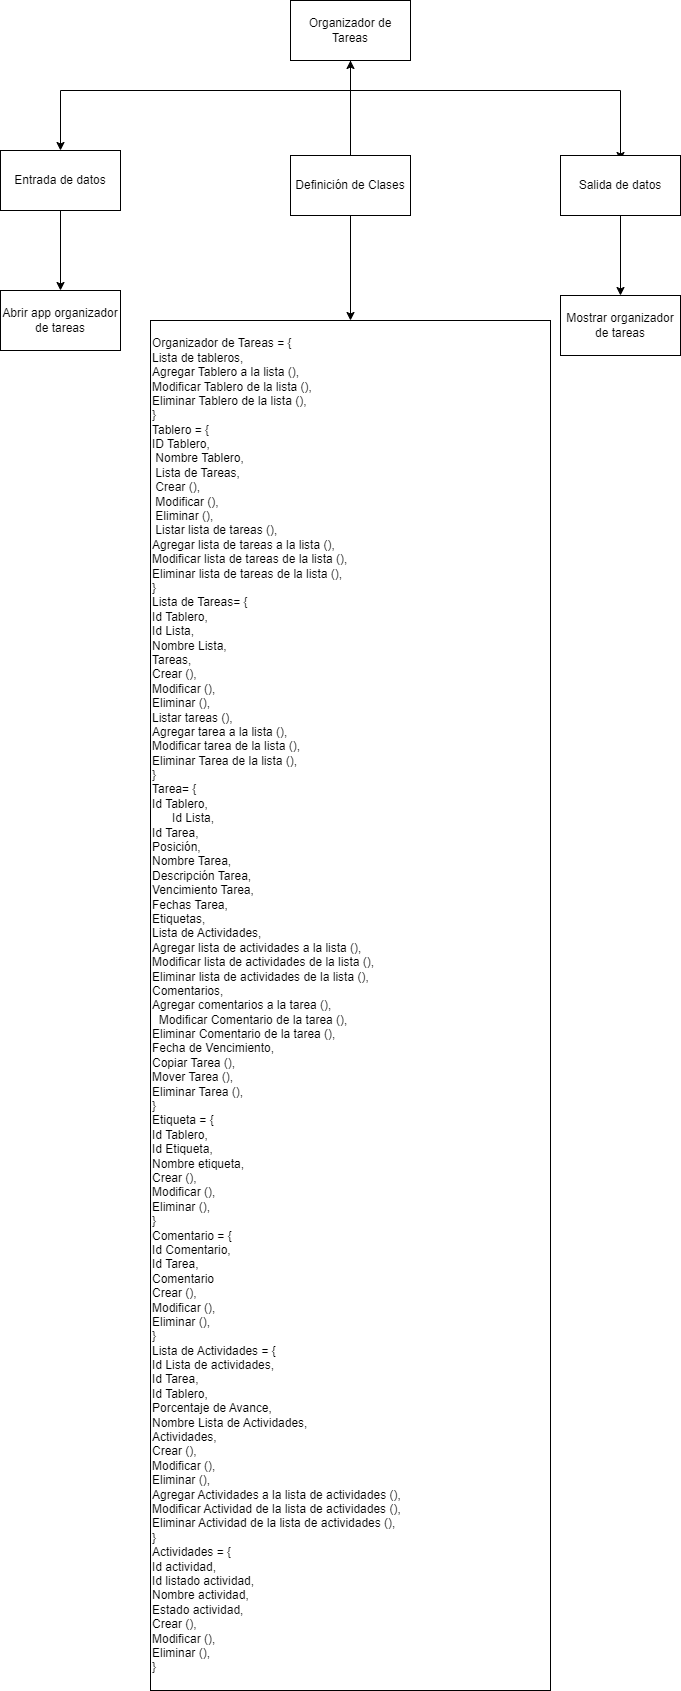 Organizador de
Tareas
Entrada de datos
Definición de Clases
Salida de datos
Abrir app organizador
de tareas
Mostrar organizador
de tareas
Organizador de Tareas = {
Lista de tableros,
Agregar Tablero a la lista (),
Modificar Tablero de la lista (),
Eliminar Tablero de la lista (),
}
Tablero = {
ID Tablero,
Nombre Tablero,
Lista de Tareas,
Crear (),
Modificar (),
Eliminar (),
Listar lista de tareas (),
Agregar lista de tareas a la lista (),
Modificar lista de tareas de la lista (),
Eliminar lista de tareas de la lista (),
}
Lista de Tareas= {
Id Tablero,
Id Lista,
Nombre Lista,
Tareas,
Crear (),
Modificar (),
Eliminar (),
Listar tareas (),
Agregar tarea a la lista (),
Modificar tarea de la lista (),
Eliminar Tarea de la lista (),
}
Tarea= {
Id Tablero,
Id Lista,
Id Tarea,
Posición,
Nombre Tarea,
Descripción Tarea,
Vencimiento Tarea,
Fechas Tarea,
Etiquetas,
Lista de Actividades,
Agregar lista de actividades a la lista (),
Modificar lista de actividades de la lista (),
Eliminar lista de actividades de la lista (),
Comentarios,
Agregar comentarios a la tarea (),
Modificar Comentario de la tarea (),
Eliminar Comentario de la tarea (),
Fecha de Vencimiento,
Copiar Tarea (),
Mover Tarea (),
Eliminar Tarea (),
}
Etiqueta = {
Id Tablero,
Id Etiqueta,
Nombre etiqueta,
Crear (),
Modificar (),
Eliminar (),
}
Comentario = {
Id Comentario,
Id Tarea,
Comentario
Crear (),
Modificar (),
Eliminar (),
}
Lista de Actividades = {
Id Lista de actividades,
Id Tarea,
Id Tablero,
Porcentaje de Avance,
Nombre Lista de Actividades,
Actividades,
Crear (),
Modificar (),
Eliminar (),
Agregar Actividades a la lista de actividades (),
Modificar Actividad de la lista de actividades (),
Eliminar Actividad de la lista de actividades (),
}
Actividades = {
Id actividad,
Id listado actividad,
Nombre actividad,
Estado actividad,
Crear (),
Modificar (),
Eliminar (),
}